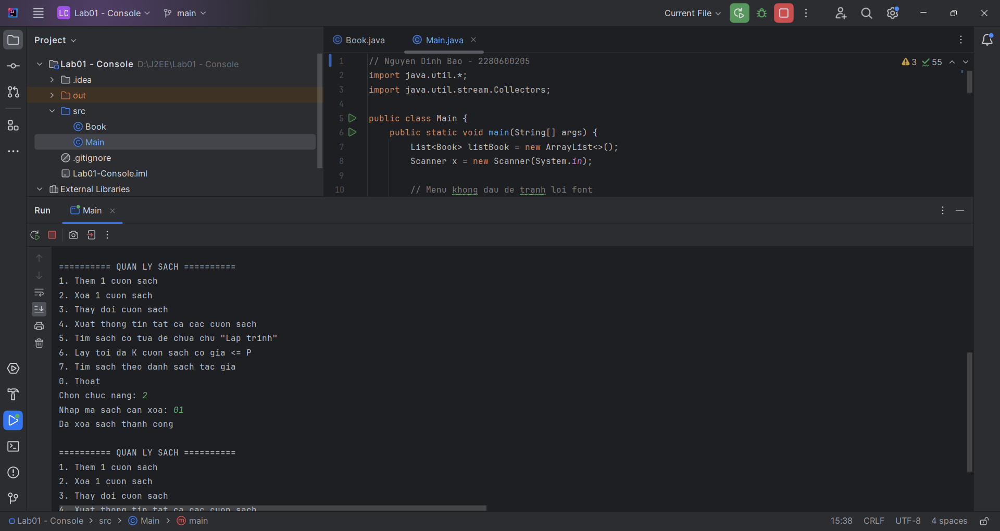 LC Lab01 - Console main Current File
Project
Lab01 - Console D:\J2EE\Lab01 - Console
.idea
out
src
Book
Main
.gitignore
Lab01-Console.iml
External Libraries
Book.java Main.java
3 55
1 // Nguyen Dinh Bao - 2280600205
2 import java.util.*;
3 import java.util.stream.Collectors;
4
5 public class Main {
6 public static void main(String[] args) {
7 List<Book> listBook = new ArrayList<>();
8 Scanner x = new Scanner(System.in);
9
10 // Menu khong dau de tranh loi font
Run Main
========== QUAN LY SACH ==========
1. Them 1 cuon sach
2. Xoa 1 cuon sach
3. Thay doi cuon sach
4. Xuat thong tin tat ca cac cuon sach
5. Tim sach co tua de chua chu "Lap trinh"
6. Lay toi da K cuon sach co gia <= P
7. Tim sach theo danh sach tac gia
0. Thoat
Chon chuc nang: 2
Nhap ma sach can xoa: 01
Da xoa sach thanh cong
========== QUAN LY SACH ==========
1. Them 1 cuon sach
2. Xoa 1 cuon sach
3. Thay doi cuon sach
4. Xuat thong tin tat ca cac cuon sach
Lab01 - Console > src > Main > main
15:38 CRLF UTF-8 4 spaces